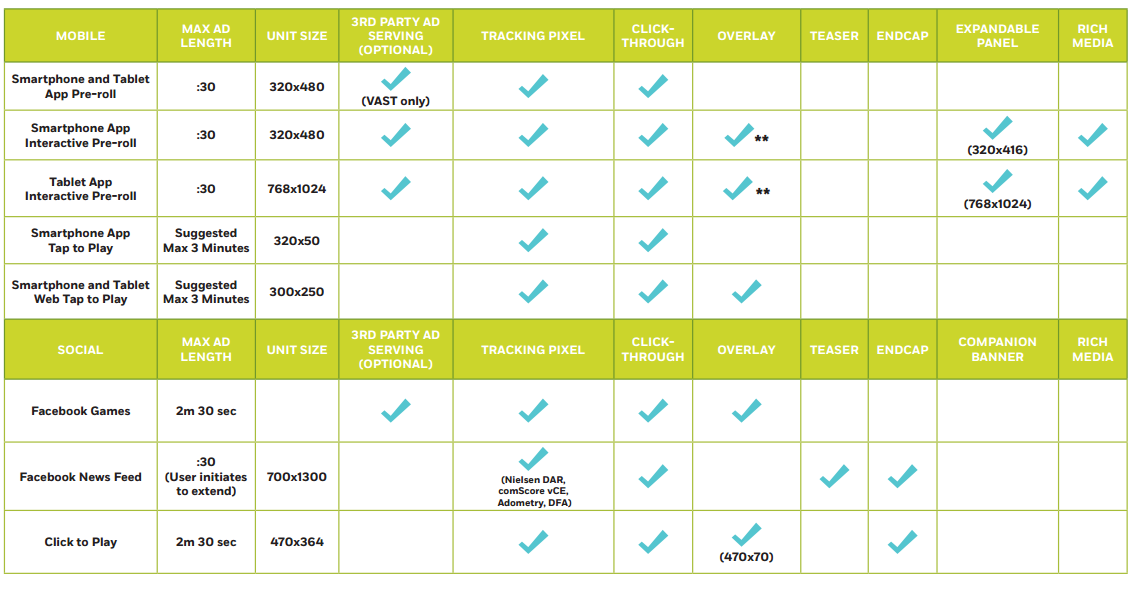 MOBILE
MAX AD
LENGTH
UNIT SIZE
3RD PARTY AD
SERVING
(OPTIONAL)
TRACKING PIXEL
CLICK-
THROUGH
OVERLAY
TEASER
ENDCAP
EXPANDABLE
PANEL
RICH
MEDIA
Smartphone and Tablet
App Pre-roll
:30
320x480
(VAST only)
Smartphone App
Interactive Pre-roll
:30
320x480
**
(320x416)
Tablet App
Interactive Pre-roll
:30
768x1024
**
(768x1024)
Smartphone App
Tap to Play
Suggested
Max 3 Minutes
320x50
Smartphone and Tablet
Web Tap to Play
Suggested
Max 3 Minutes
300x250
SOCIAL
MAX AD
LENGTH
UNIT SIZE
3RD PARTY AD
SERVING
(OPTIONAL)
TRACKING PIXEL
CLICK-
THROUGH
OVERLAY
TEASER
ENDCAP
COMPANION
BANNER
RICH
MEDIA
Facebook Games
2m 30 sec
Facebook News Feed
:30
(User initiates
to extend)
700x1300
(Nielsen DAR,
comScore vCE,
Adometry, DFA)
Click to Play
2m 30 sec
470x364
(470x70)